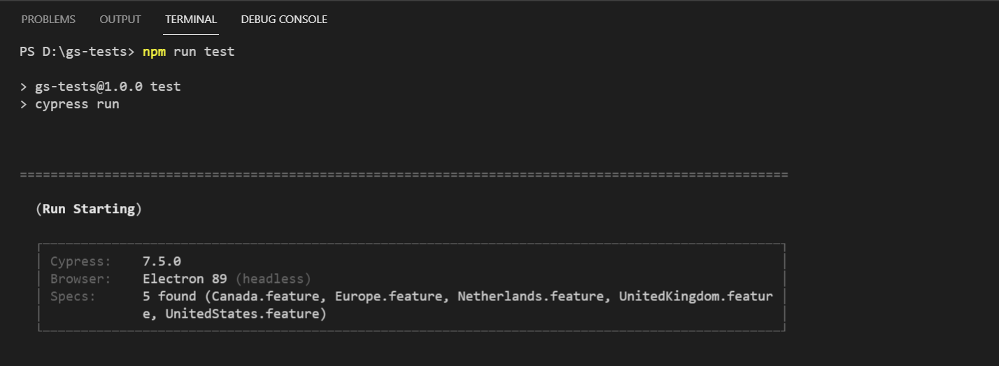 PROBLEMS OUTPUT TERMINAL DEBUG CONSOLE
PS D:\gs-tests> npm run test
> gs-tests@1.0.0 test
> cypress run
====================================================================================================
(Run Starting)
Cypress: 7.5.0
Browser: Electron 89 (headless)
Specs: 5 found (Canada.feature, Europe.feature, Netherlands.feature, UnitedKingdom.featur
e, UnitedStates.feature)